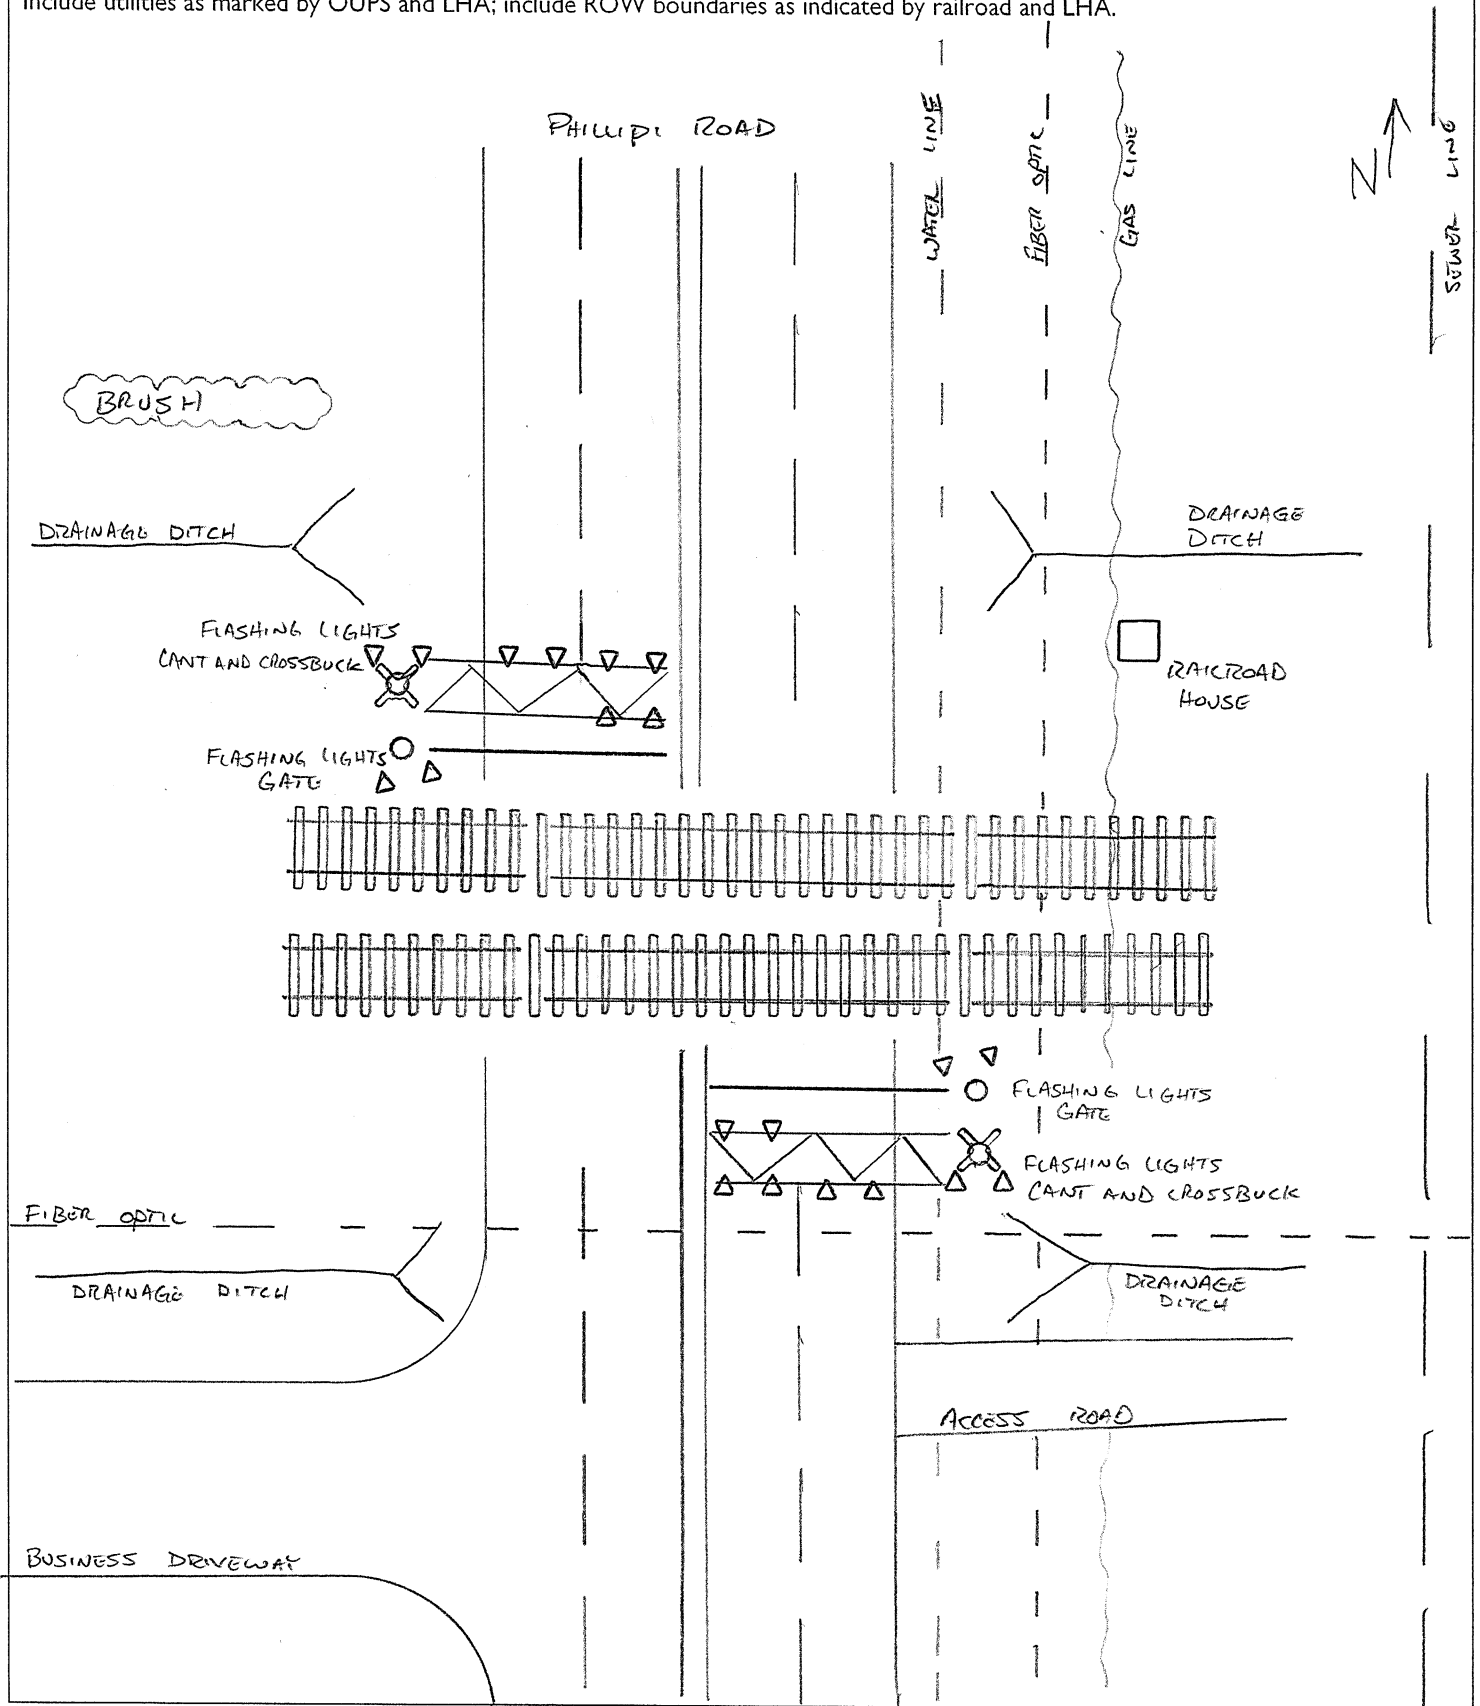 include utilities as marked by OUPS and LHA; include ROW boundaries as indicated by railroad and LHA.
PHILLIPI ROAD
WATER LINE
FIBER OPTIC
GAS LINE
N
SEWER LINE
BRUSH
DRAINAGE DITCH
DRAINAGE
DITCH
FLASHING LIGHTS
CANT AND CROSSBUCK
RAILROAD
HOUSE
FLASHING LIGHTS
GATE
FLASHING LIGHTS
GATE
FLASHING LIGHTS
CANT AND CROSSBUCK
FIBER OPTIC
DRAINAGE DITCH
DRAINAGE
DITCH
ACCESS ROAD
BUSINESS DRIVEWAY